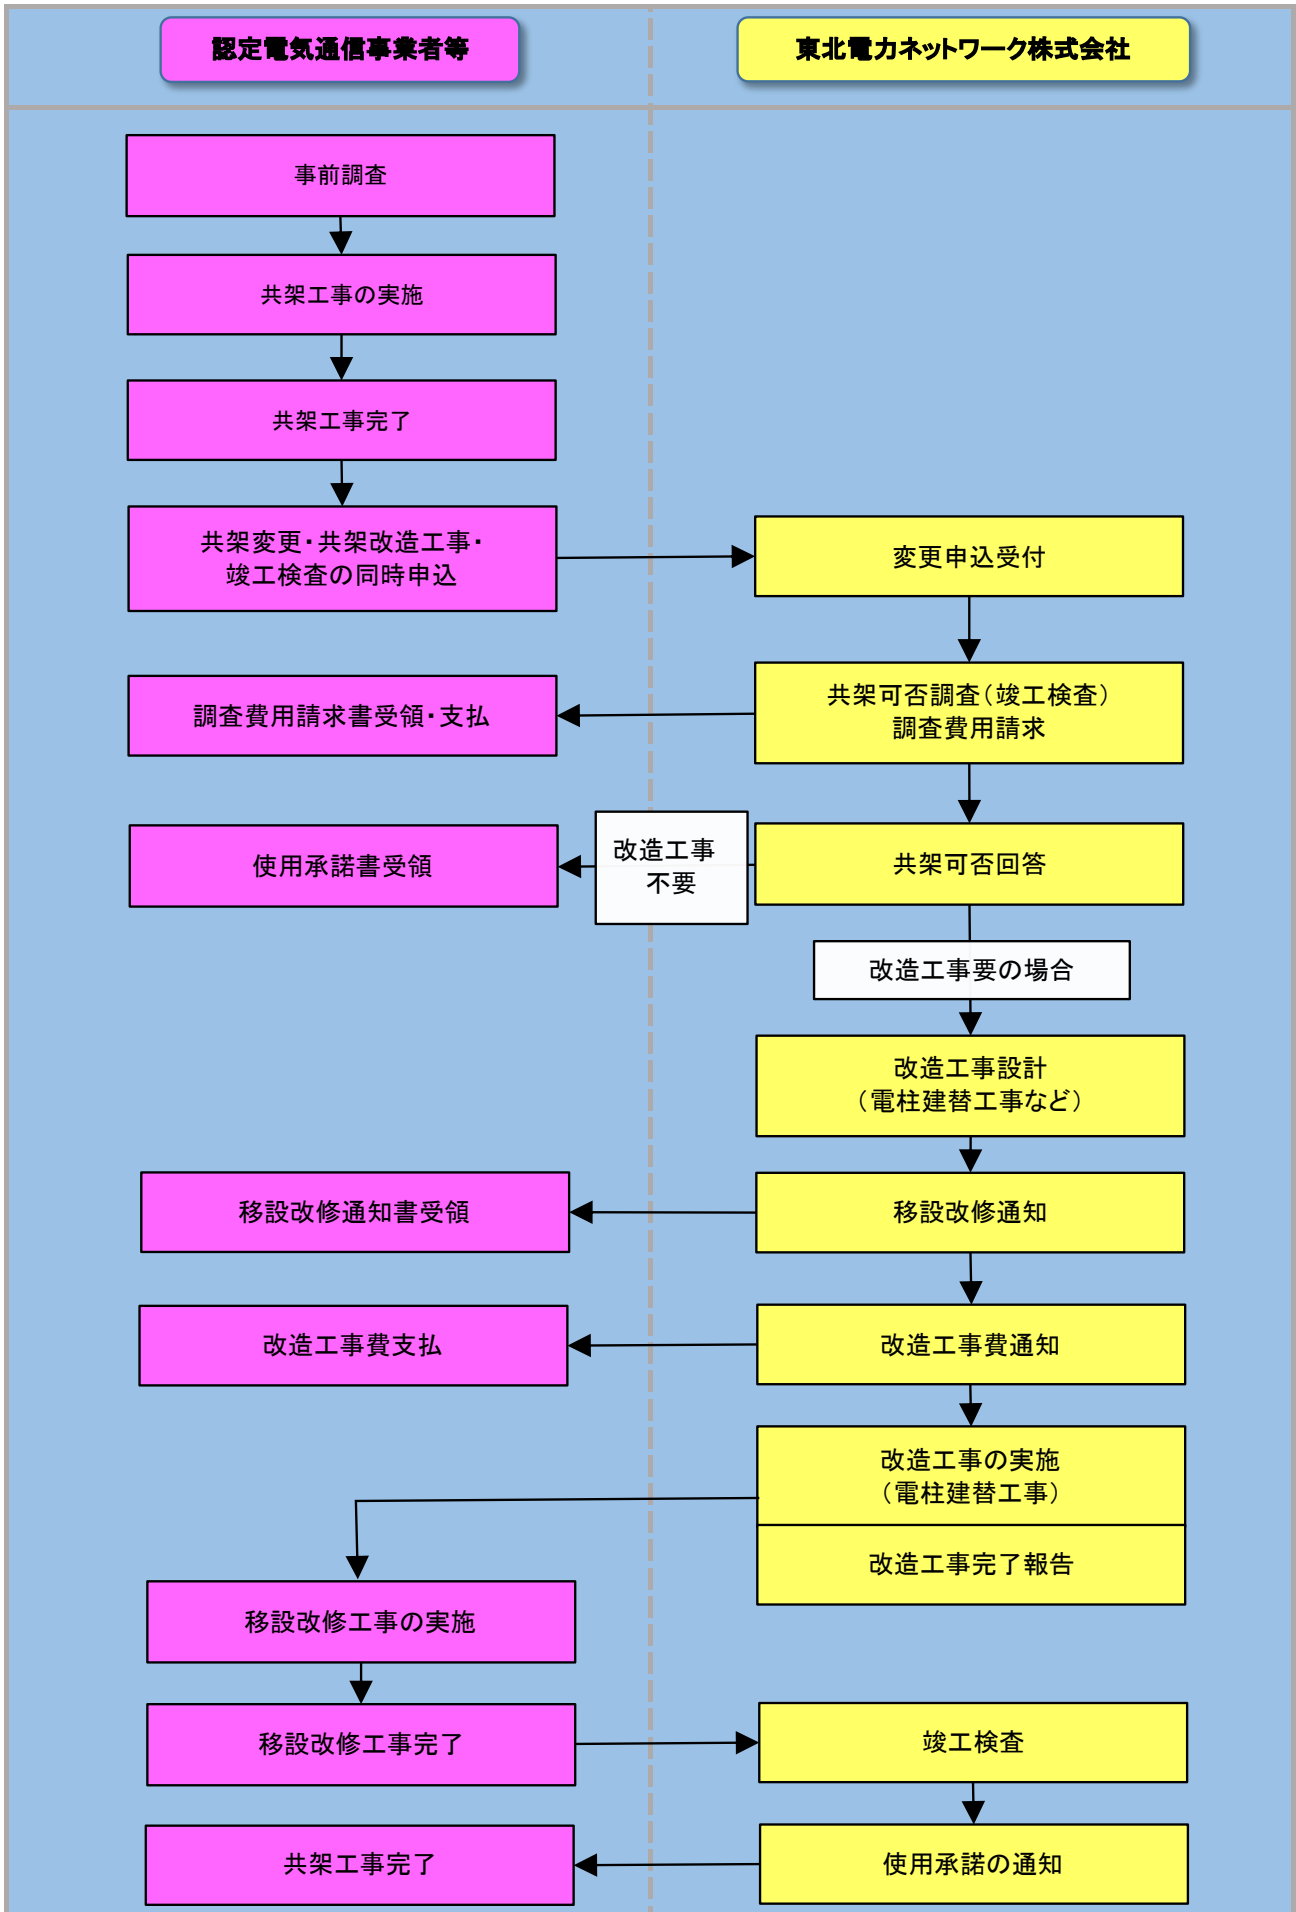 認定電気通信事業者等
東北電力ネットワーク株式会社
事前調査
共架工事の実施
共架工事完了
共架変更・共架改造工事・
竣工検査の同時申込
変更申込受付
共架可否調査（竣工検査）
調査費用請求
調査費用請求書受領・支払
共架可否回答
改造工事
不要
使用承諾書受領
改造工事要の場合
改造工事設計
（電柱建替工事など）
移設改修通知
移設改修通知書受領
改造工事費通知
改造工事費支払
改造工事の実施
（電柱建替工事）
改造工事完了報告
移設改修工事の実施
移設改修工事完了
竣工検査
使用承諾の通知
共架工事完了